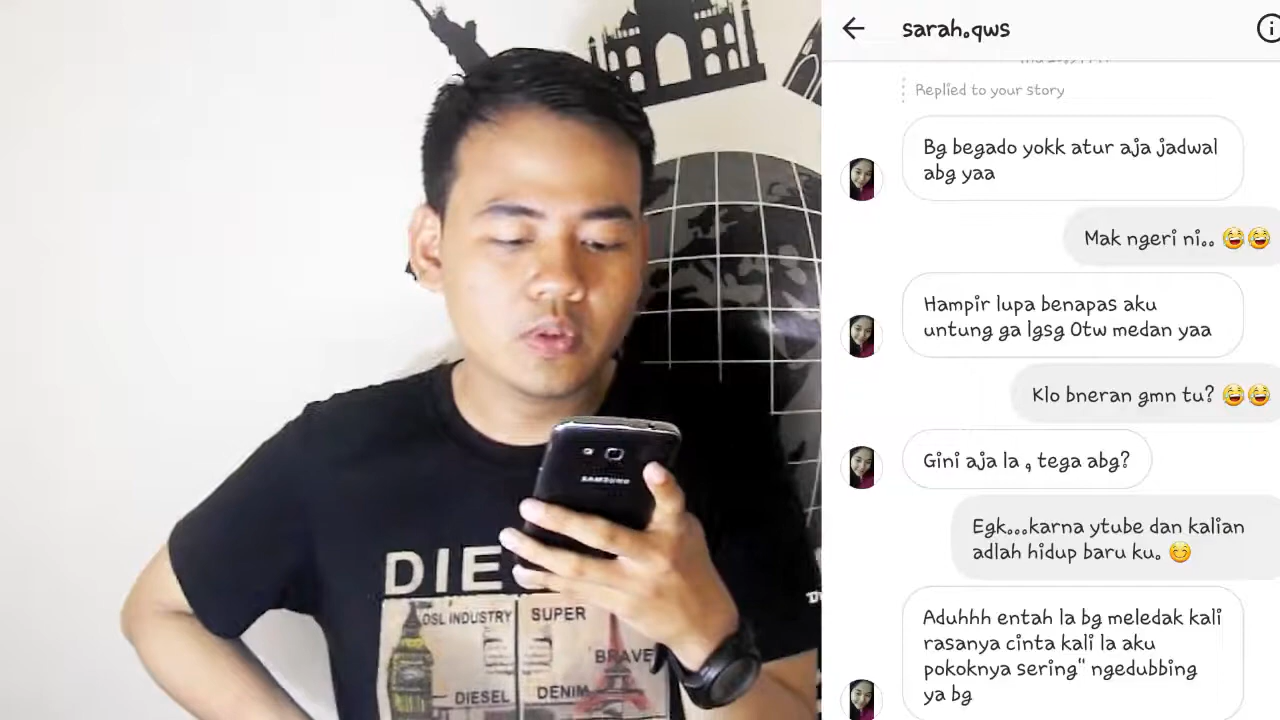 sarah.qws
Replied to your story
Bg begado yokk atur aja jadwal
abg yaa
Mak ngeri ni.. 😂😂
Hampir lupa benapas aku
untung ga lgsg Otw medan yaa
Klo bneran gmn tu? 😂😂
Gini aja la , tega abg?
Egk...karna ytube dan kalian
adlah hidup baru ku. 😊
Aduhhh entah la bg meledak kali
rasanya cinta kali la aku
pokoknya sering" ngedubbing
ya bg
SAMSUNG
DIE
DSL INDUSTRY
SUPER
BRAVE
DIESEL
DENIM